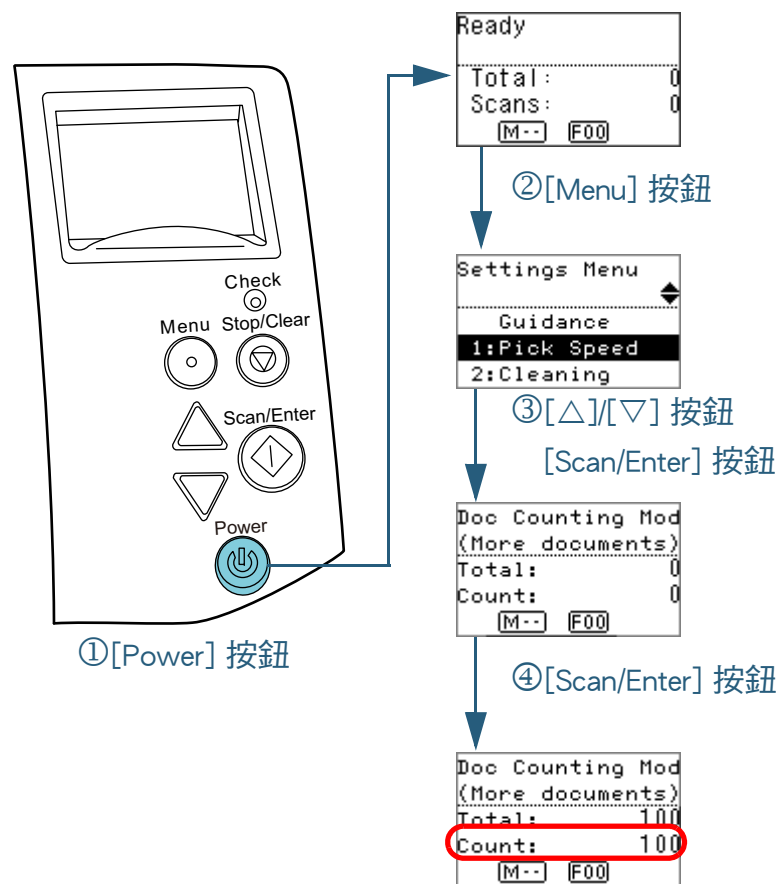 Check
Menu Stop/Clear
Scan/Enter
Power
①[Power] 按鈕
Ready
Total: 0
Scans: 0
M-- F00
②[Menu] 按鈕
Settings Menu
Guidance
1:Pick Speed
2:Cleaning
③[△]/[▽] 按鈕
[Scan/Enter] 按鈕
Doc Counting Mod
(More documents)
Total: 0
Count: 0
M-- F00
④[Scan/Enter] 按鈕
Doc Counting Mod
(More documents)
Total: 100
Count: 100
M-- F00